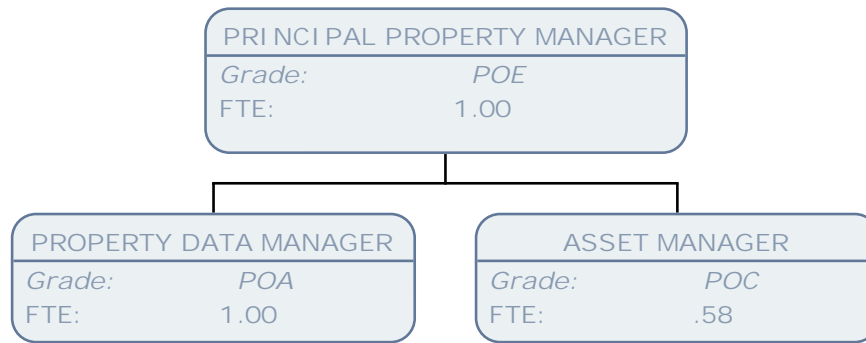 PRINCIPAL PROPERTY MANAGER
Grade: POE
FTE: 1.00
PROPERTY DATA MANAGER
Grade: POA
FTE: 1.00
ASSET MANAGER
Grade: POC
FTE: .58